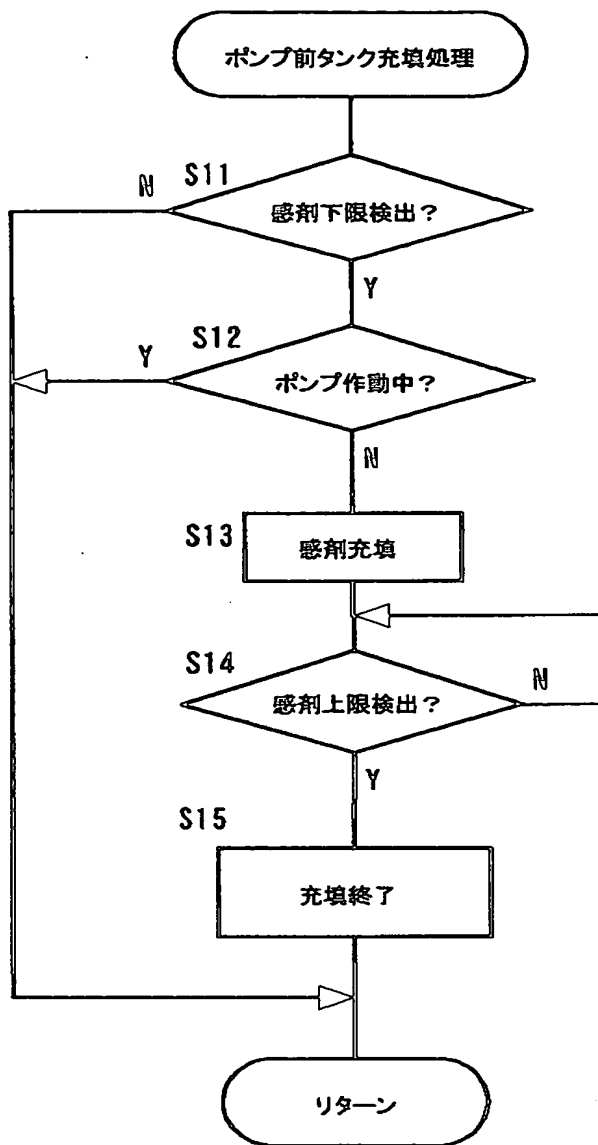 ポンプ前タンク充填処理
S11
N
感剤下限検出?
Y
S12
Y
ポンプ作動中?
N
S13
感剤充填
S14
N
感剤上限検出?
Y
S15
充填終了
リターン